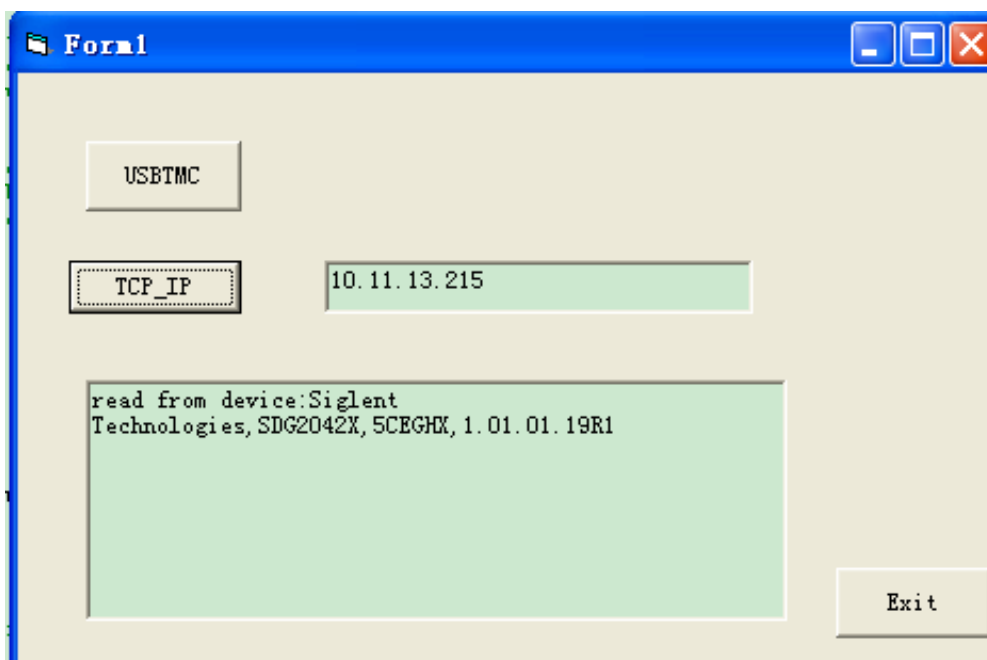 Form1
USBTMC
TCP_IP
10.11.13.215
read from device:Siglent
Technologies,SDG2042X,5CEGHX,1.01.01.19R1
Exit